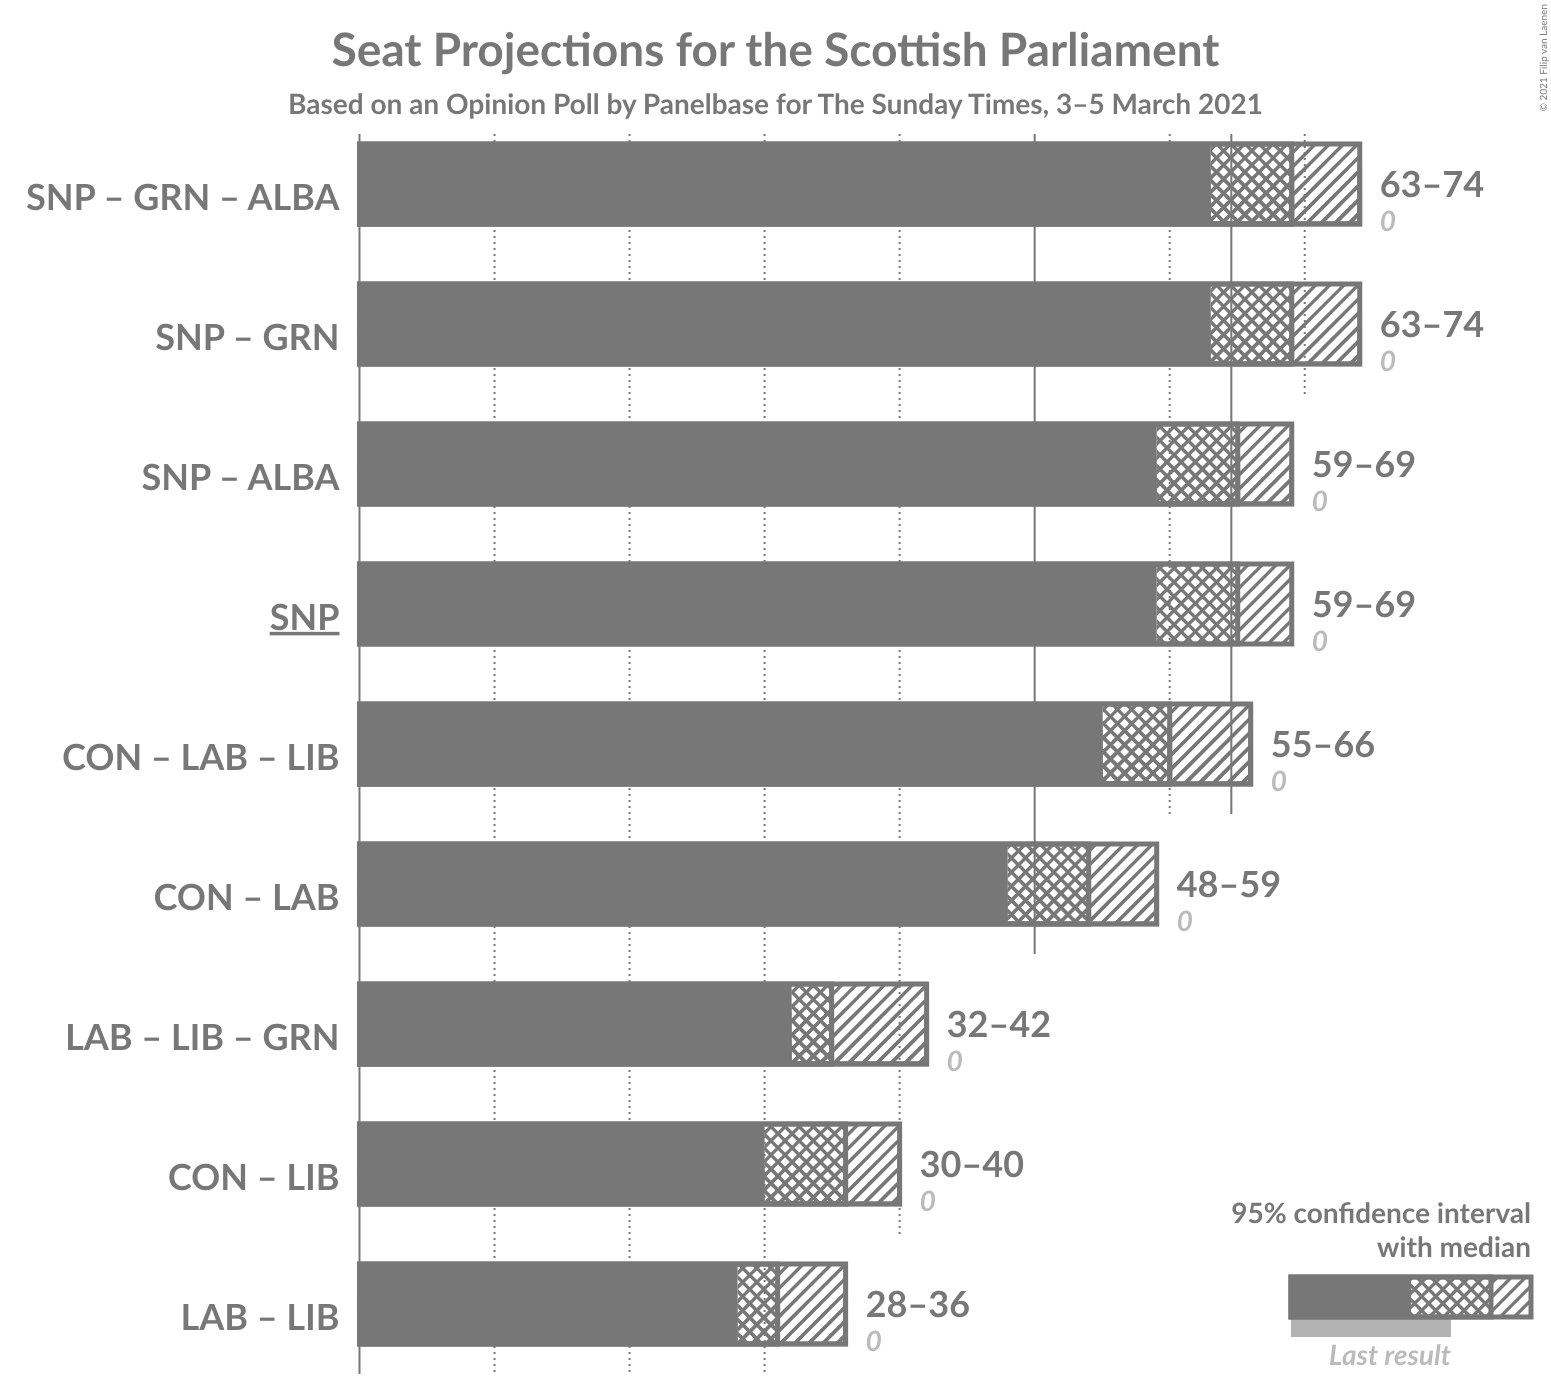 Seat Projections for the Scottish Parliament
Based on an Opinion Poll by Panelbase for The Sunday Times, 3–5 March 2021
© 2021 Filip van Laenen
SNP – GRN – ALBA
63–74
0
SNP – GRN
63–74
0
SNP – ALBA
59–69
0
SNP
59–69
0
CON – LAB – LIB
55–66
0
CON – LAB
48–59
0
LAB – LIB – GRN
32–42
0
CON – LIB
30–40
0
LAB – LIB
28–36
0
95% confidence interval
with median
Last result